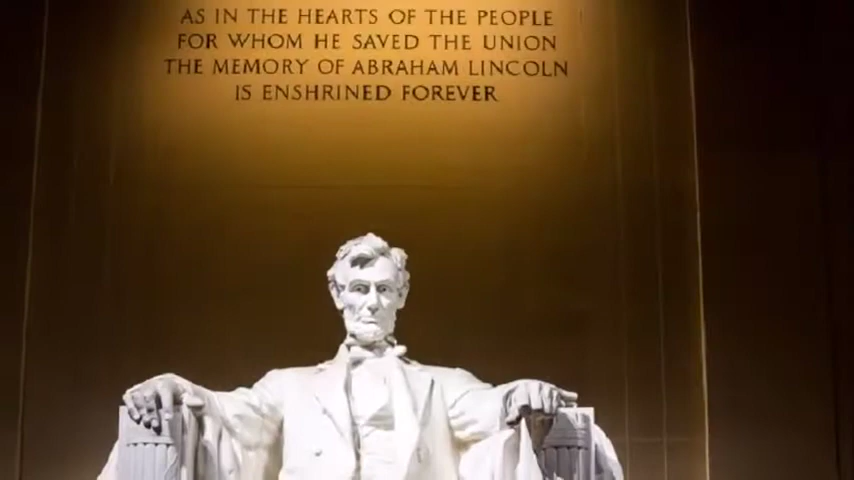 AS IN THE HEARTS OF THE PEOPLE
FOR WHOM HE SAVED THE UNION
THE MEMORY OF ABRAHAM LINCOLN
IS ENSHRINED FOREVER